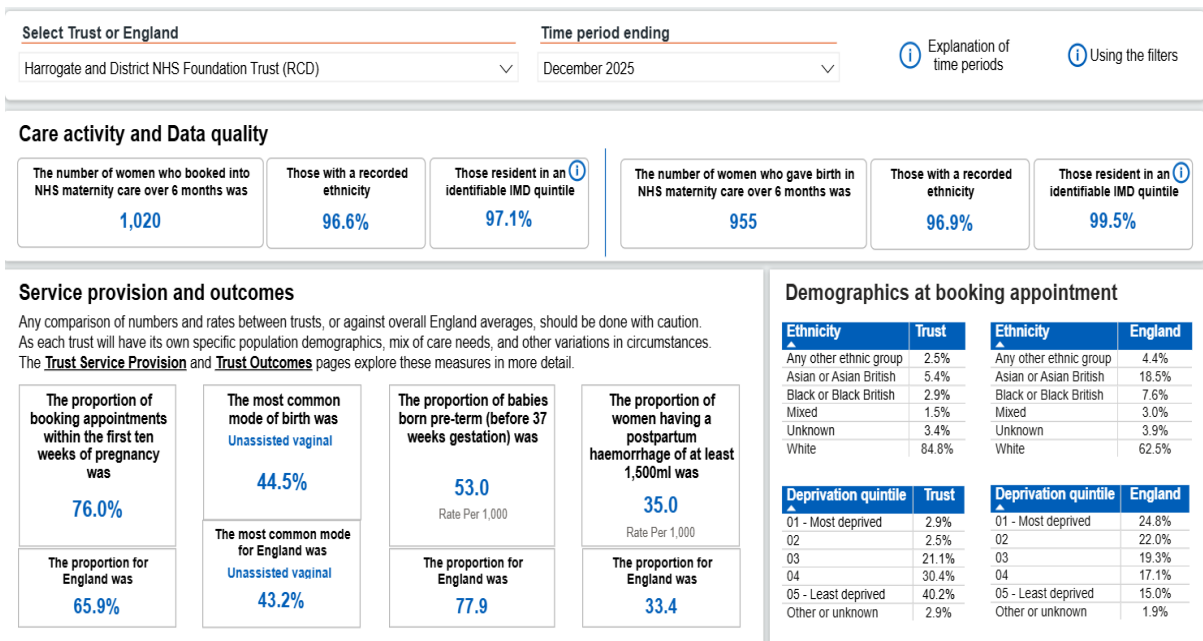 Select Trust or England
Time period ending
Harrogate and District NHS Foundation Trust (RCD)
December 2025
i
Explanation of
time periods
i
Using the filters
Care activity and Data quality
The number of women who booked into
NHS maternity care over 6 months was
1,020
Those with a recorded
ethnicity
96.6%
Those resident in an
identifiable IMD quintile
i
97.1%
The number of women who gave birth in
NHS maternity care over 6 months was
955
Those with a recorded
ethnicity
96.9%
Those resident in an
identifiable IMD quintile
i
99.5%
Service provision and outcomes
Any comparison of numbers and rates between trusts, or against overall England averages, should be done with caution.
As each trust will have its own specific population demographics, mix of care needs, and other variations in circumstances.
The Trust Service Provision and Trust Outcomes pages explore these measures in more detail.
The proportion of
booking appointments
within the first ten
weeks of pregnancy
was
76.0%
The proportion for
England was
65.9%
The most common
mode of birth was
Unassisted vaginal
44.5%
The most common mode
for England was
Unassisted vaginal
43.2%
The proportion of babies
born pre-term (before 37
weeks gestation) was
53.0
Rate Per 1,000
The proportion for
England was
77.9
The proportion of
women having a
postpartum
haemorrhage of at least
1,500ml was
35.0
Rate Per 1,000
The proportion for
England was
33.4
Demographics at booking appointment
Ethnicity Trust
Any other ethnic group 2.5%
Asian or Asian British 5.4%
Black or Black British 2.9%
Mixed 1.5%
Unknown 3.4%
White 84.8%
Ethnicity England
Any other ethnic group 4.4%
Asian or Asian British 18.5%
Black or Black British 7.6%
Mixed 3.0%
Unknown 3.9%
White 62.5%
Deprivation quintile Trust
01 - Most deprived 2.9%
02 2.5%
03 21.1%
04 30.4%
05 - Least deprived 40.2%
Other or unknown 2.9%
Deprivation quintile England
01 - Most deprived 24.8%
02 22.0%
03 19.3%
04 17.1%
05 - Least deprived 15.0%
Other or unknown 1.9%